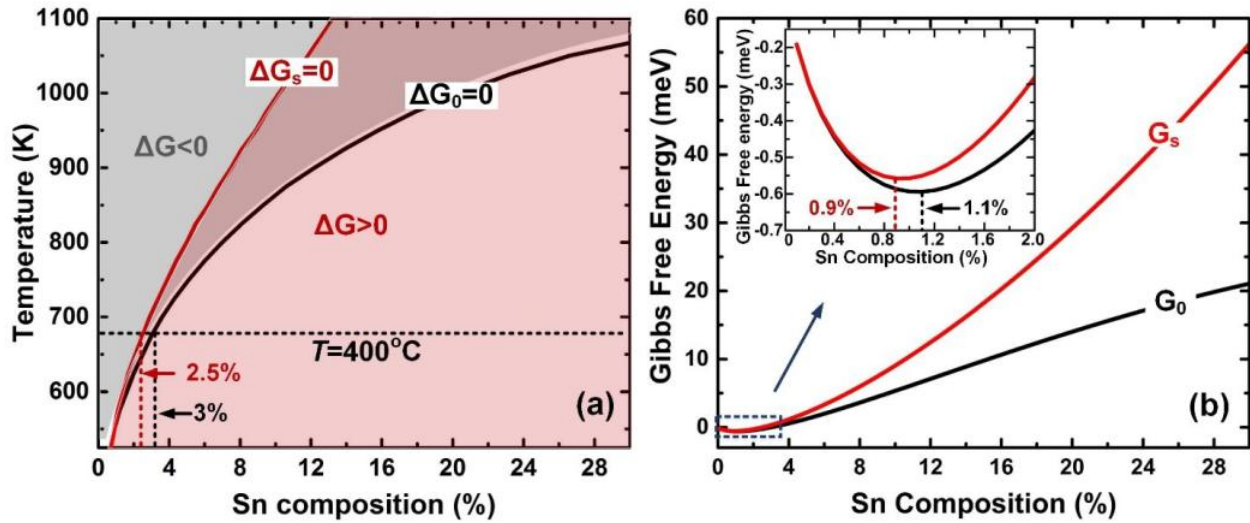 1100
1000
900
800
700
600
Temperature (K)
ΔGs=0
ΔG0=0
ΔG<0
ΔG>0
T=400°C
2.5%
3%
(a)
0 4 8 12 16 20 24 28
Sn composition (%)
60
50
40
30
20
10
0
Gibbs Free Energy (meV)
-0.2
-0.3
-0.4
-0.5
-0.6
-0.7
Gibbs Free energy (meV)
0.9%
1.1%
0 0.4 0.8 1.2 1.6 2.0
Sn Composition (%)
Gs
G0
(b)
0 4 8 12 16 20 24 28
Sn Composition (%)